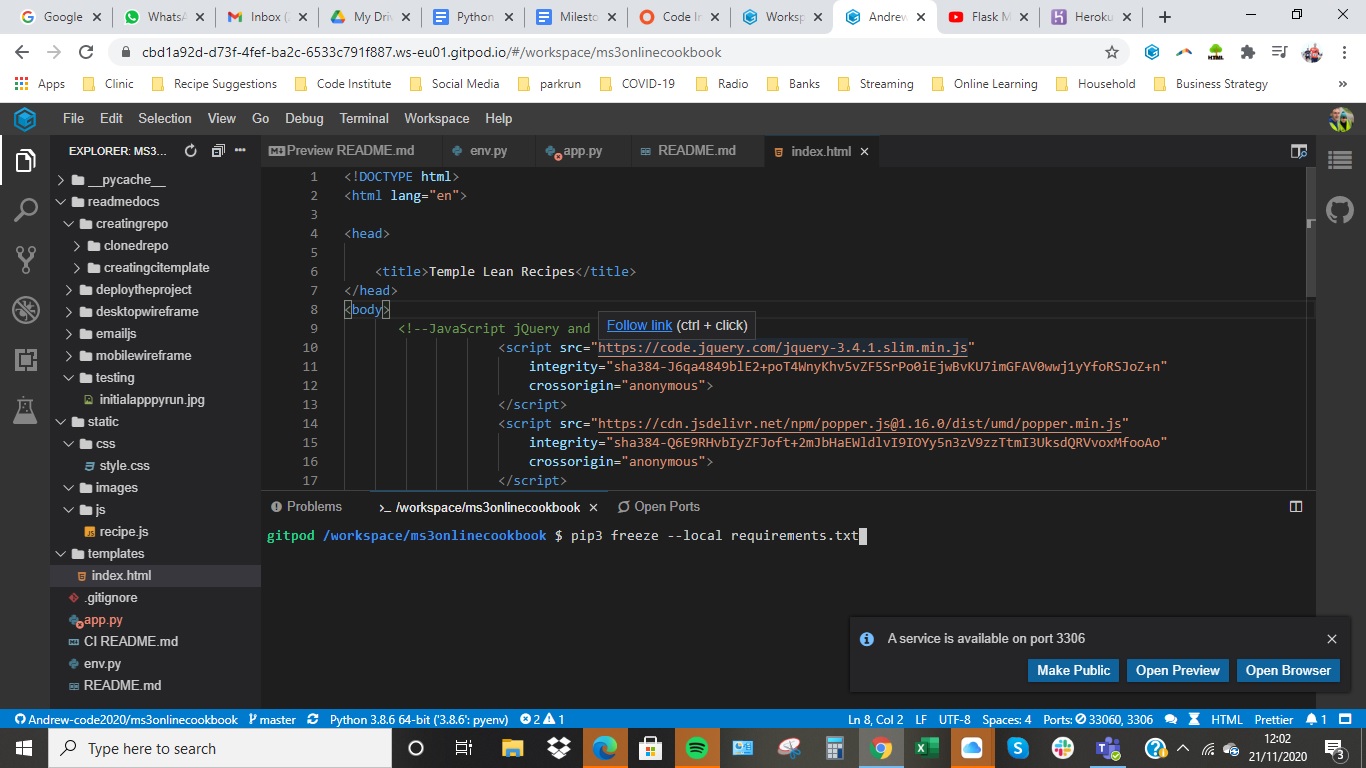 Google
WhatsA
Inbox (
My Driv
Python
Milesto
Code In
Worksp
Andrew
Flask M
Heroku
cbd1a92d-d73f-4fef-ba2c-6533c791f887.ws-eu01.gitpod.io/#/workspace/ms3onlinecookbook
Apps Clinic Recipe Suggestions Code Institute Social Media parkrun COVID-19 Radio Banks Streaming Online Learning Household Business Strategy »
File Edit Selection View Go Debug Terminal Workspace Help
EXPLORER: MS3...
Preview README.md env.py app.py README.md index.html
__pycache__
readmedocs
creatingrepo
clonedrepo
creatingcitemplate
deploytheproject
desktopwireframe
emailjs
mobilewireframe
testing
initialapppyrun.jpg
static
css
style.css
images
js
recipe.js
templates
index.html
.gitignore
app.py
CI README.md
env.py
README.md
1 <!DOCTYPE html>
2 <html lang="en">
3
4 <head>
5
6 <title>Temple Lean Recipes</title>
7 </head>
8 <body>
9 <!--JavaScript jQuery and
Follow link (ctrl + click)
10 <script src="https://code.jquery.com/jquery-3.4.1.slim.min.js"
11 integrity="sha384-J6qa4849blE2+poT4WnyKhv5vZF5SrPo0iEjwBvKU7imGFAV0wwj1yYfoRSJoZ+n"
12 crossorigin="anonymous">
13 </script>
14 <script src="https://cdn.jsdelivr.net/npm/popper.js@1.16.0/dist/umd/popper.min.js"
15 integrity="sha384-Q6E9RHvbIyZFJoft+2mJbHaEWldlvI9IOYy5n3zV9zzTtmI3UksdQRVvoxMfooAo"
16 crossorigin="anonymous">
17 </script>
Problems >_ /workspace/ms3onlinecookbook Open Ports
gitpod /workspace/ms3onlinecookbook $ pip3 freeze --local requirements.txt
A service is available on port 3306
Make Public Open Preview Open Browser
Andrew-code2020/ms3onlinecookbook master Python 3.8.6 64-bit ('3.8.6': pyenv) 2 1 Ln 8, Col 2 LF UTF-8 Spaces: 4 Ports: 33060, 3306 HTML Prettier 1
Type here to search
12:02
21/11/2020
3